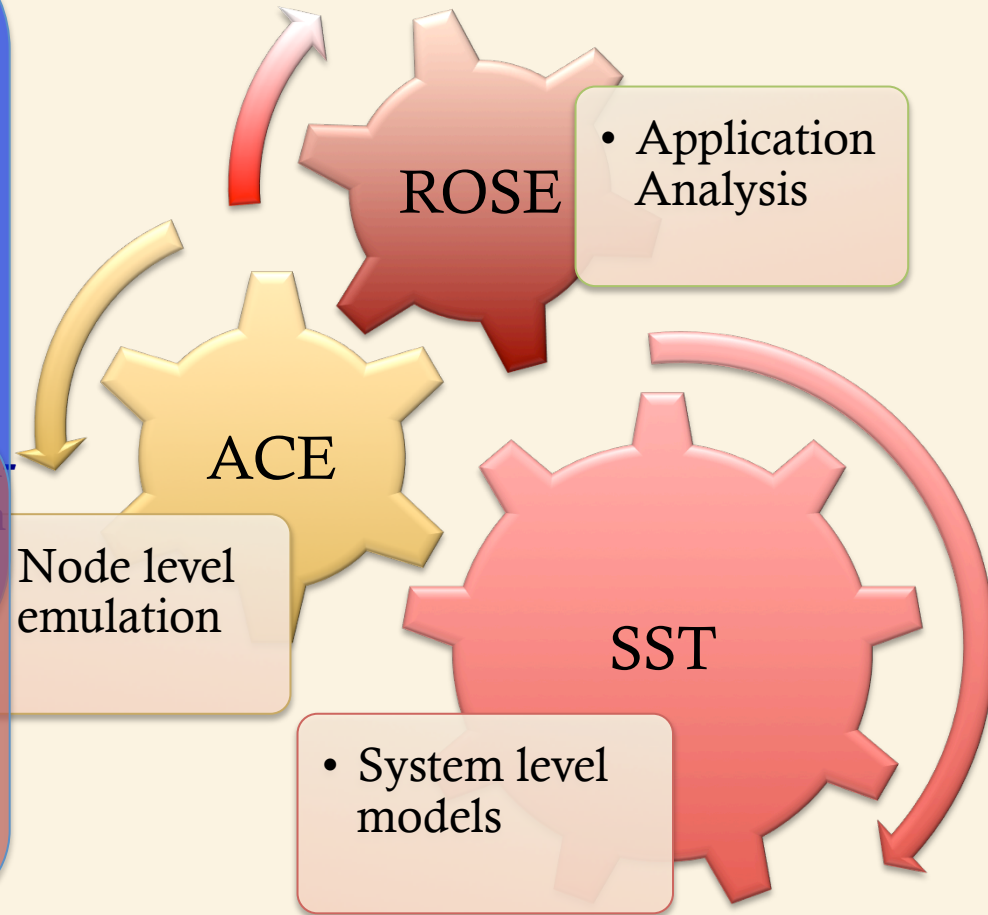 ROSE
• Application
Analysis
ACE
Node level
emulation
SST
• System level
models